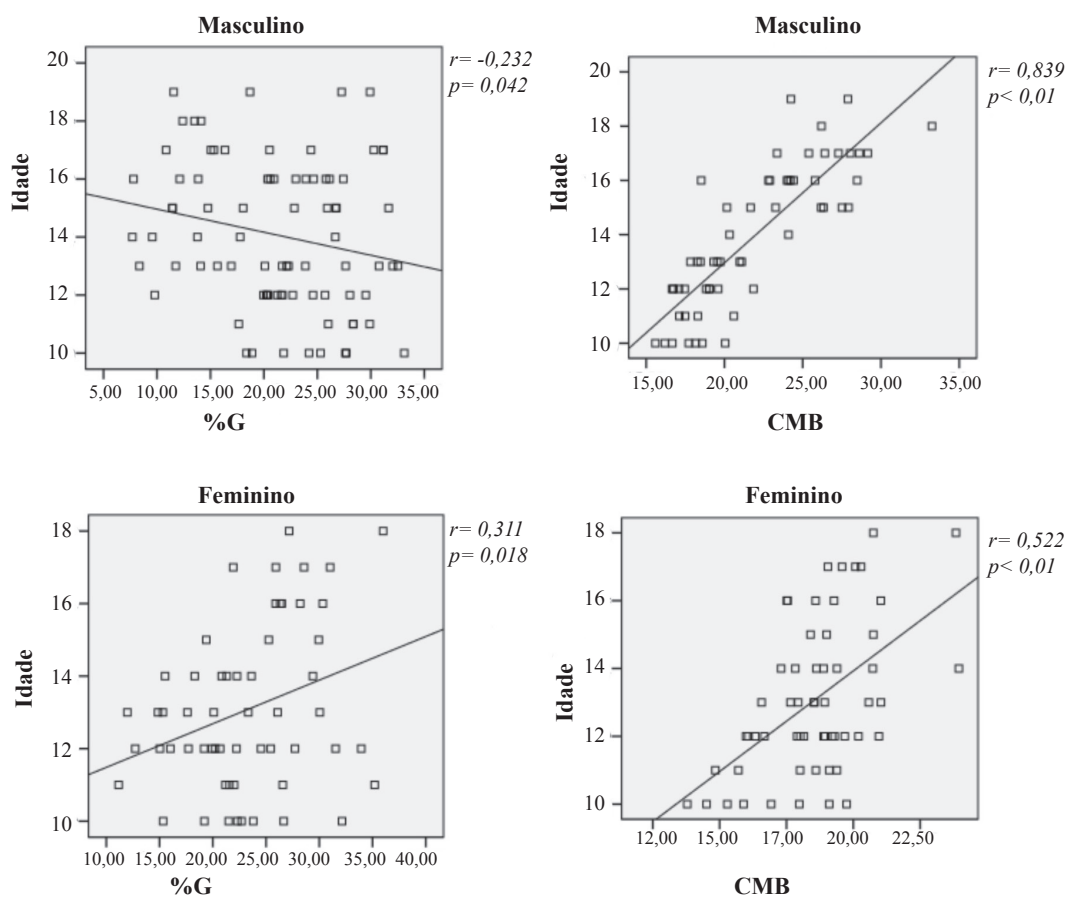 Masculino
r= -0,232
p= 0,042
20
18
16
14
12
10
Idade
5,00 10,00 15,00 20,00 25,00 30,00 35,00
%G
Masculino
r= 0,839
p< 0,01
20
18
16
14
12
10
Idade
15,00 20,00 25,00 30,00 35,00
CMB
Feminino
r= 0,311
p= 0,018
18
16
14
12
10
Idade
10,00 15,00 20,00 25,00 30,00 35,00 40,00
%G
Feminino
r= 0,522
p< 0,01
18
16
14
12
10
Idade
12,00 15,00 17,00 20,00 22,50
CMB